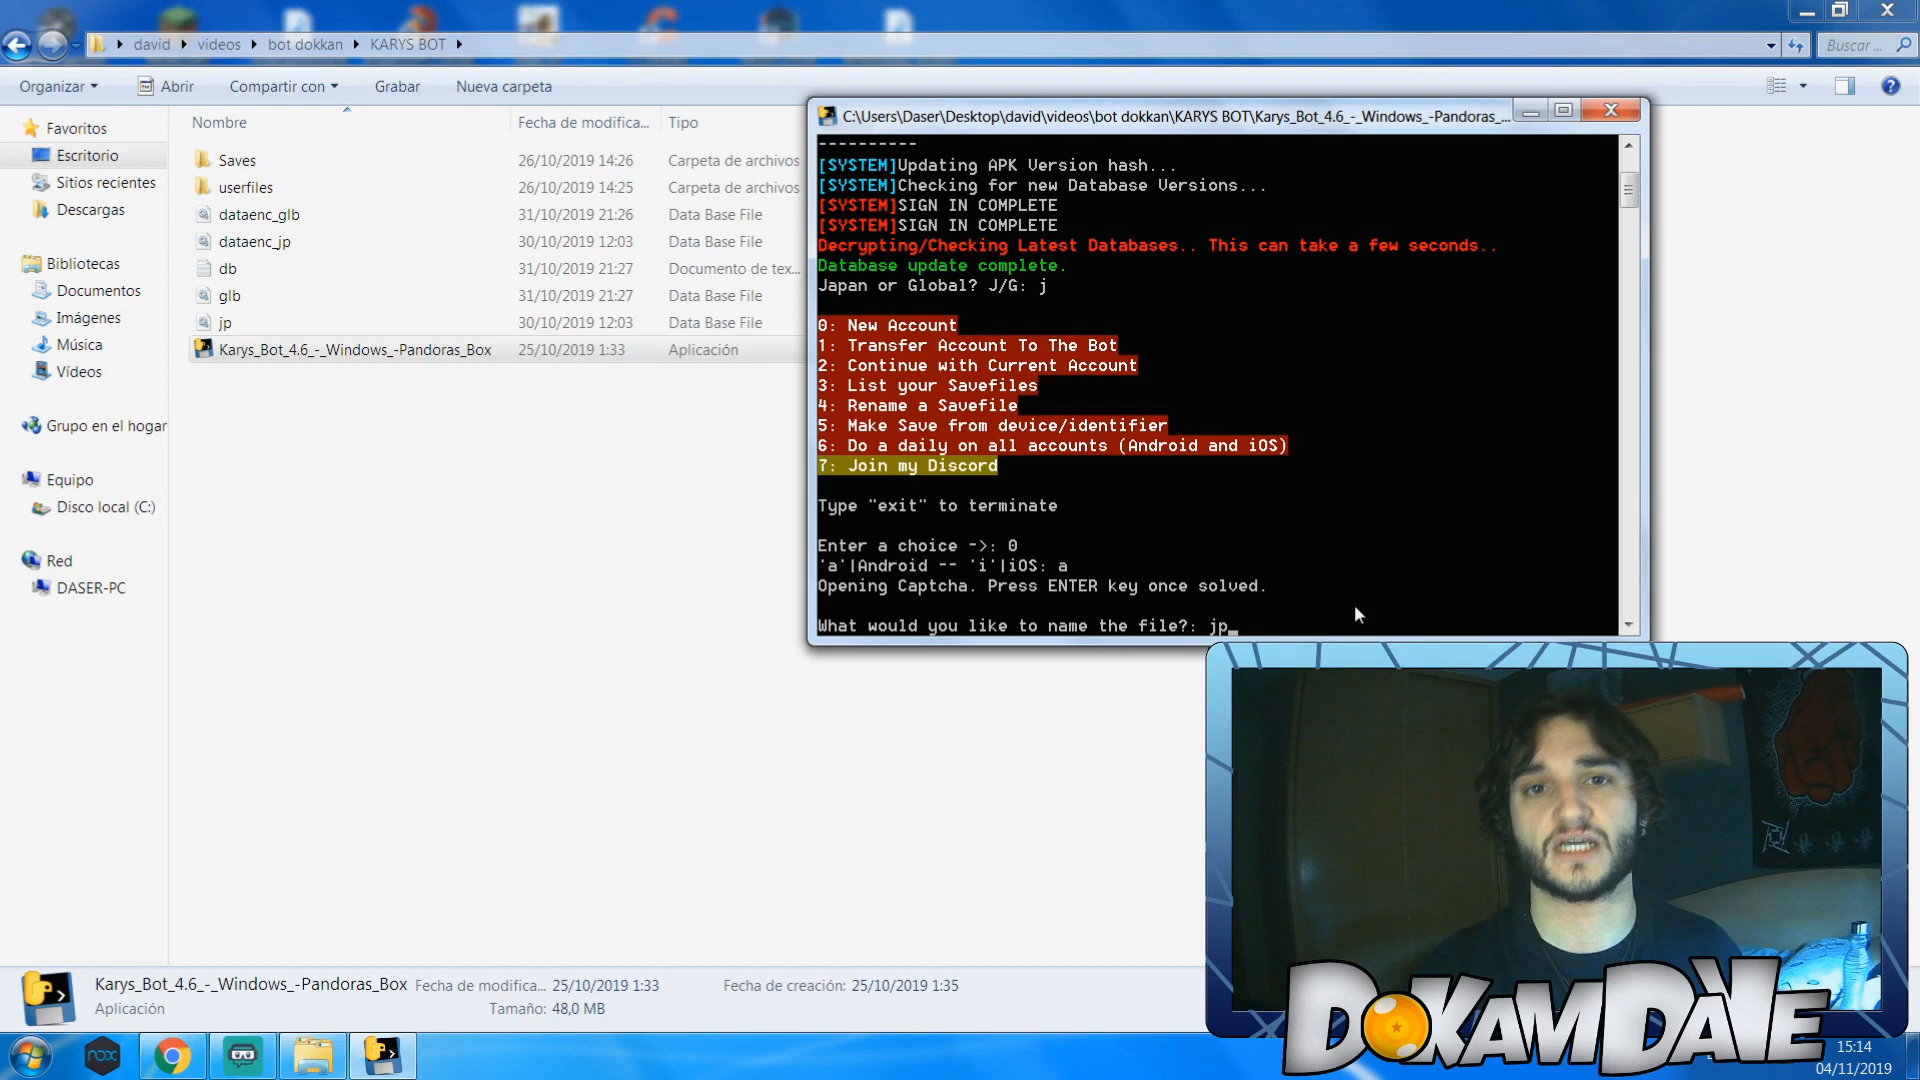 david
videos
bot dokkan
KARYS BOT
Buscar ...
Organizar
Abrir
Compartir con
Grabar
Nueva carpeta
Nombre
Fecha de modifica...
Tipo
Favoritos
Escritorio
Sitios recientes
Descargas
Bibliotecas
Documentos
Imágenes
Música
Vídeos
Grupo en el hogar
Equipo
Disco local (C:)
Red
DASER-PC
Saves 26/10/2019 14:26 Carpeta de archivos
userfiles 26/10/2019 14:25 Carpeta de archivos
dataenc_glb 31/10/2019 21:26 Data Base File
dataenc_jp 30/10/2019 12:03 Data Base File
db 31/10/2019 21:27 Documento de tex...
glb 31/10/2019 21:27 Data Base File
jp 30/10/2019 12:03 Data Base File
Karys_Bot_4.6_-_Windows_-Pandoras_Box 25/10/2019 1:33 Aplicación
C:\Users\Daser\Desktop\david\videos\bot dokkan\KARYS BOT\Karys_Bot_4.6_-_Windows_-Pandoras_...
----------
[SYSTEM]Updating APK Version hash...
[SYSTEM]Checking for new Database Versions...
[SYSTEM]SIGN IN COMPLETE
[SYSTEM]SIGN IN COMPLETE
Decrypting/Checking Latest Databases.. This can take a few seconds..
Database update complete.
Japan or Global? J/G: j
0: New Account
1: Transfer Account To The Bot
2: Continue with Current Account
3: List your Savefiles
4: Rename a Savefile
5: Make Save from device/identifier
6: Do a daily on all accounts (Android and iOS)
7: Join my Discord
Type "exit" to terminate
Enter a choice ->: 0
'a'|Android -- 'i'|iOS: a
Opening Captcha. Press ENTER key once solved.
What would you like to name the file?: jp_
Karys_Bot_4.6_-_Windows_-Pandoras_Box Fecha de modifica... 25/10/2019 1:33 Fecha de creación: 25/10/2019 1:35
Aplicación Tamaño: 48,0 MB
DOKAMDAVE
nox
15:14
04/11/2019